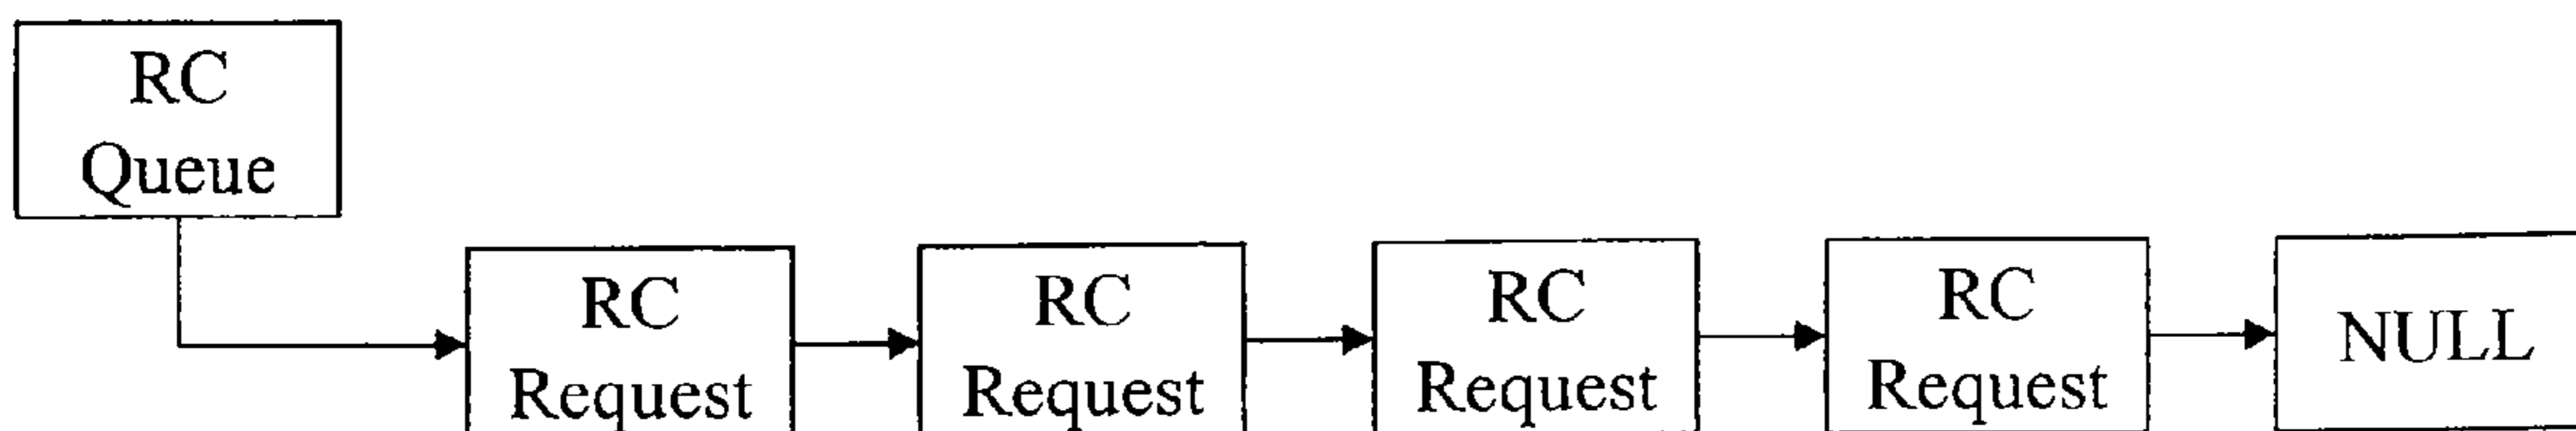 RC
Queue
RC
Request
RC
Request
RC
Request
RC
Request
NULL